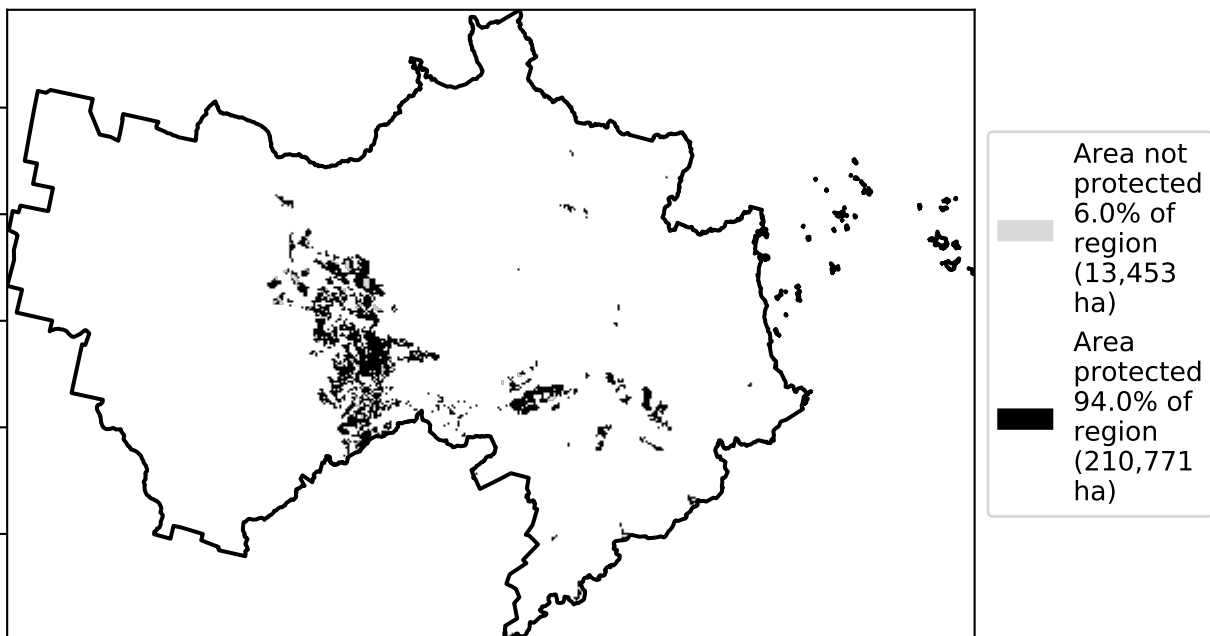 Area not
protected
6.0% of
region
(13,453
ha)
Area
protected
94.0% of
region
(210,771
ha)